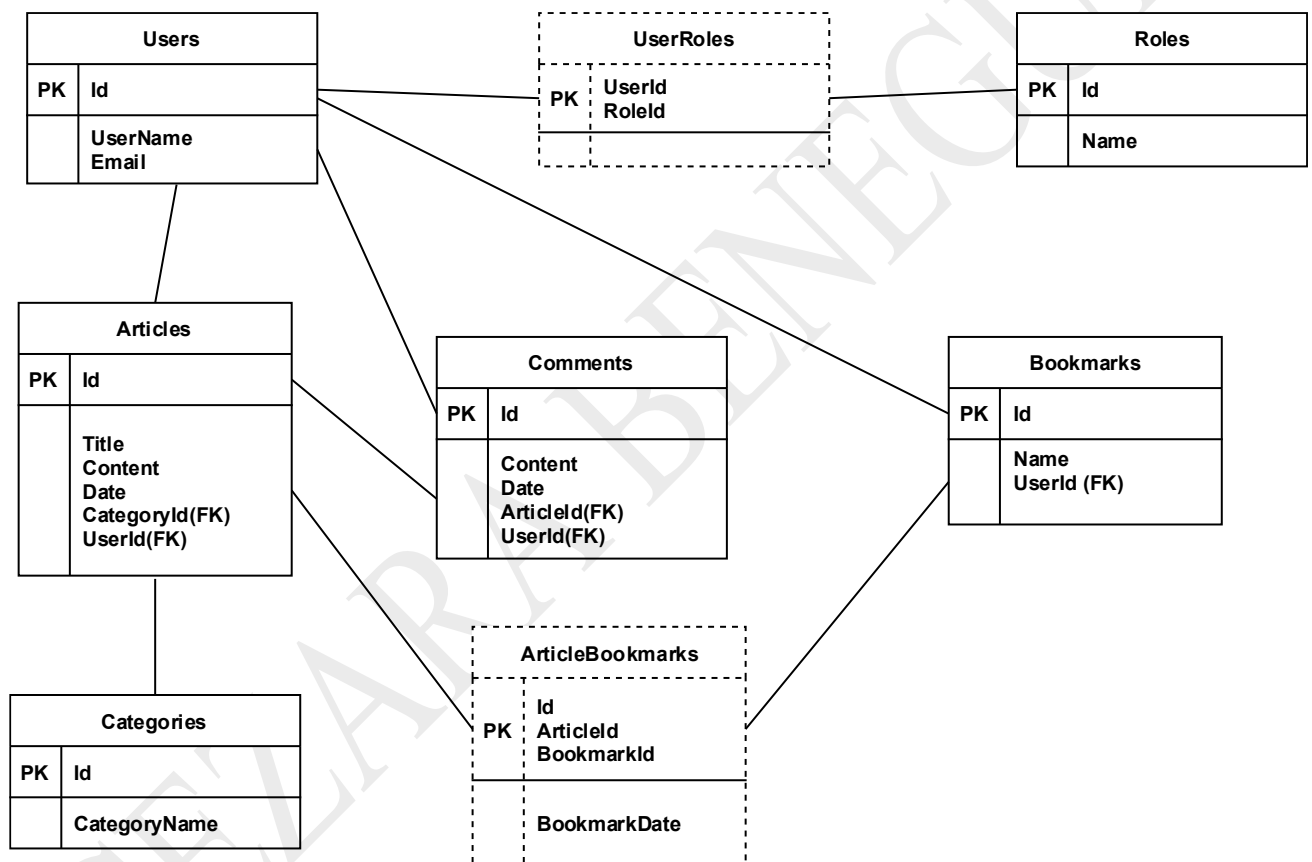 Users
PK Id
UserName
Email
UserRoles
PK UserId
RoleId
Roles
PK Id
Name
Articles
PK Id
Title
Content
Date
CategoryId(FK)
UserId(FK)
Comments
PK Id
Content
Date
ArticleId(FK)
UserId(FK)
Bookmarks
PK Id
Name
UserId (FK)
ArticleBookmarks
Id
PK ArticleId
BookmarkId
BookmarkDate
Categories
PK Id
CategoryName